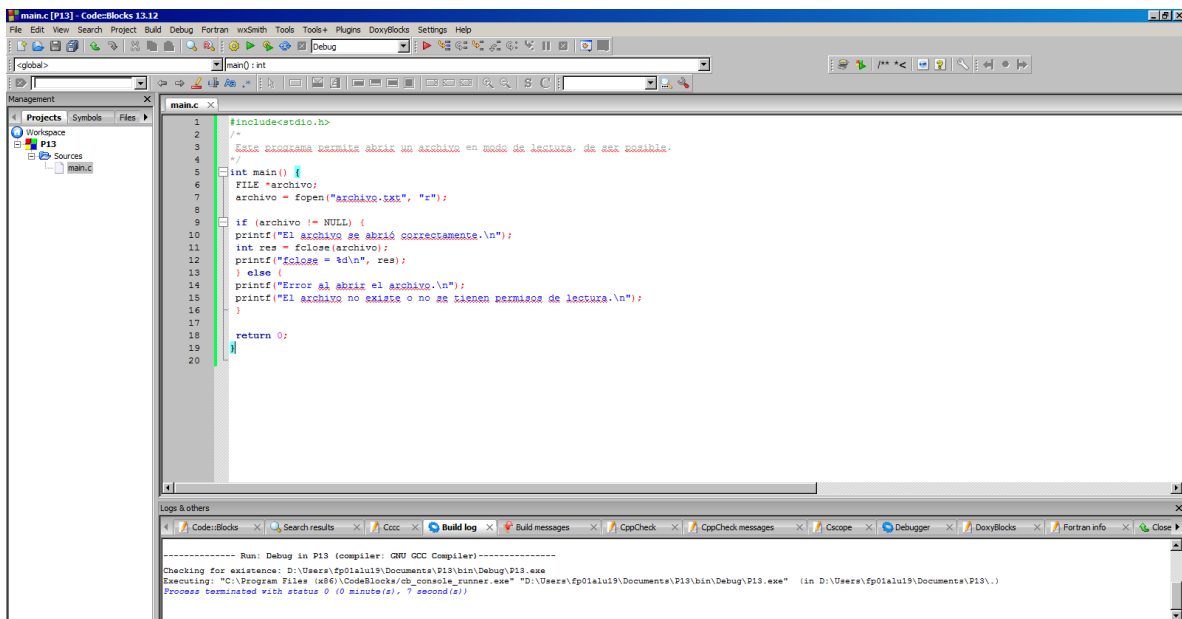 main.c [P13] - Code::Blocks 13.12
File Edit View Search Project Build Debug Fortran wxSmith Tools Tools+ Plugins DoxyBlocks Settings Help
Debug
<global> main() : int
/** *<
S C
Management
main.c
Projects Symbols Files
Workspace
P13
Sources
main.c
1 #include<stdio.h>
2 /*
3 Este programa permite abrir un archivo en modo de lectura, de ser posible.
4 */
5 int main() {
6 FILE *archivo;
7 archivo = fopen("archivo.txt", "r");
8
9 if (archivo != NULL) {
10 printf("El archivo se abrió correctamente.\n");
11 int res = fclose(archivo);
12 printf("fclose = %d\n", res);
13 } else {
14 printf("Error al abrir el archivo.\n");
15 printf("El archivo no existe o no se tienen permisos de lectura.\n");
16 }
17
18 return 0;
19 }
20
Logs & others
Code::Blocks Search results Cccc Build log Build messages CppCheck CppCheck messages Cscope Debugger DoxyBlocks Fortran info Close
-------------- Run: Debug in P13 (compiler: GNU GCC Compiler)---------------
Checking for existence: D:\Users\fp01alu19\Documents\P13\bin\Debug\P13.exe
Executing: "C:\Program Files (x86)\CodeBlocks/cb_console_runner.exe" "D:\Users\fp01alu19\Documents\P13\bin\Debug\P13.exe" (in D:\Users\fp01alu19\Documents\P13\.)
Process terminated with status 0 (0 minute(s), 7 second(s))